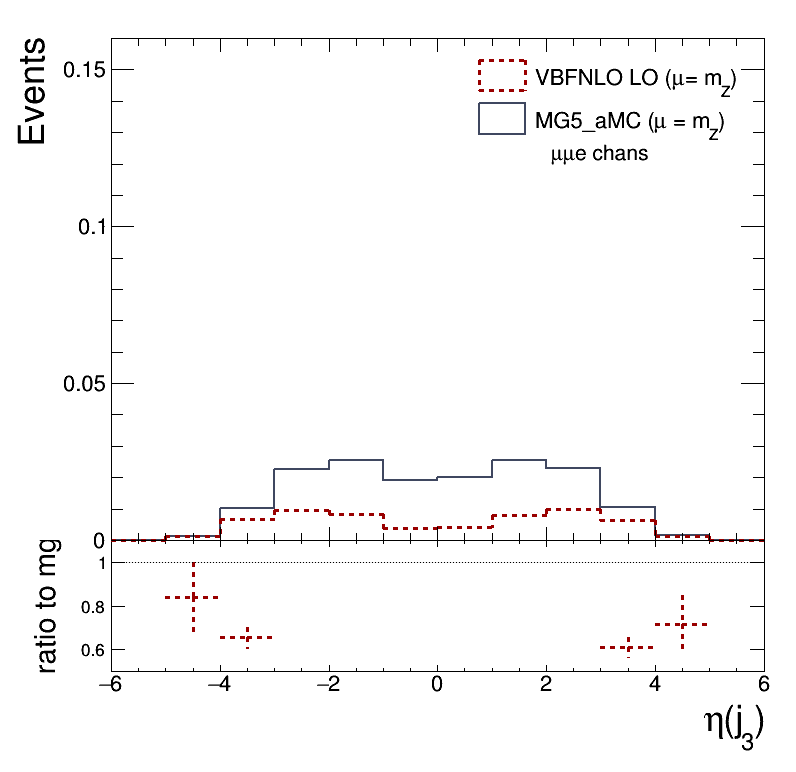 Events
0.15
0.1
0.05
0
VBFNLO LO (μ= m_Z)
MG5_aMC (μ = m_Z)
μμe chans
ratio to mg
1
0.8
0.6
−6 −4 −2 0 2 4 6
η(j_3)